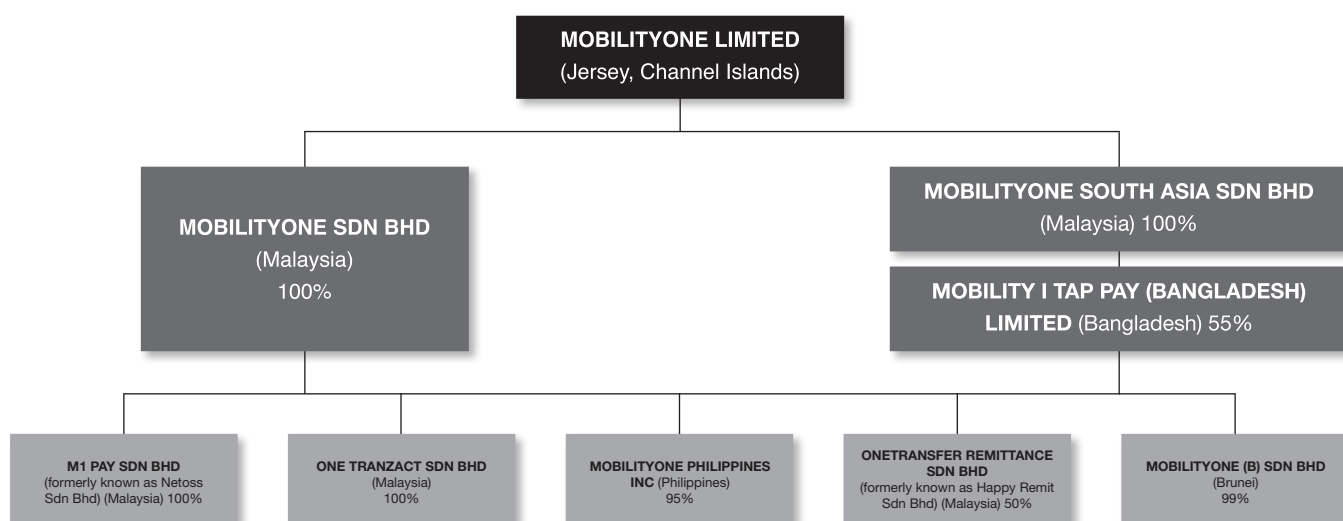 MOBILITYONE LIMITED
(Jersey, Channel Islands)
MOBILITYONE SDN BHD
(Malaysia)
100%
MOBILITYONE SOUTH ASIA SDN BHD
(Malaysia) 100%
MOBILITY I TAP PAY (BANGLADESH)
LIMITED (Bangladesh) 55%
M1 PAY SDN BHD
(formerly known as Netoss
Sdn Bhd) (Malaysia) 100%
ONE TRANZACT SDN BHD
(Malaysia)
100%
MOBILITYONE PHILIPPINES
INC (Philippines)
95%
ONETRANSFER REMITTANCE
SDN BHD
(formerly known as Happy Remit
Sdn Bhd) (Malaysia) 50%
MOBILITYONE (B) SDN BHD
(Brunei)
99%